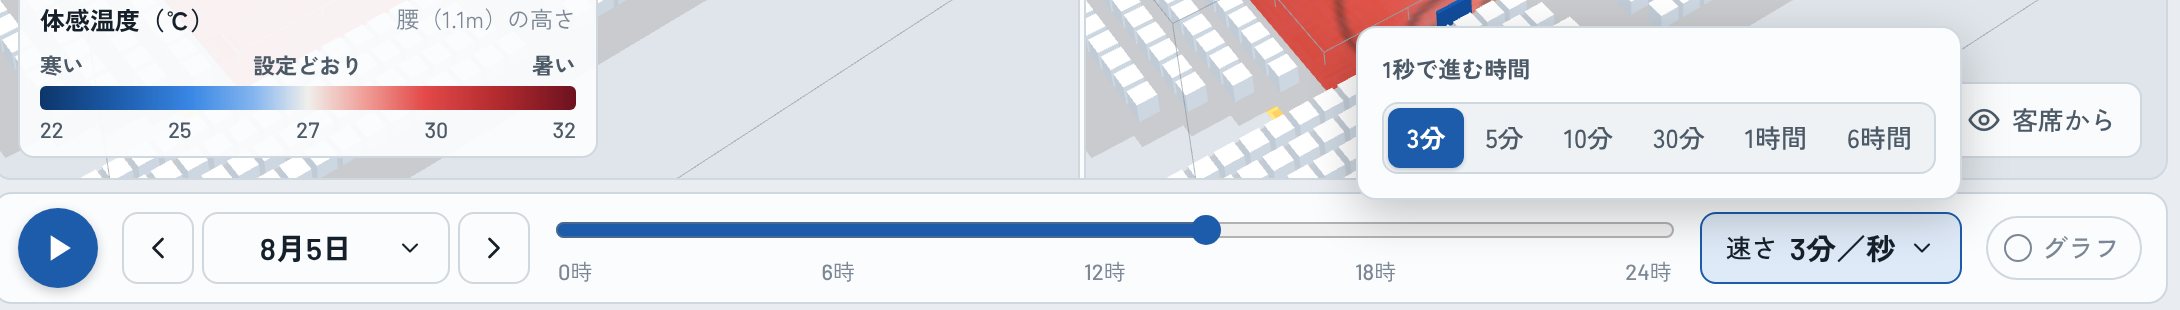 体感温度（℃）
腰（1.1m）の高さ
寒い
設定どおり
暑い
22
25
27
30
32
1秒で進む時間
3分
5分
10分
30分
1時間
6時間
客席から
8月5日
0時
6時
12時
18時
24時
速さ 3分／秒
グラフ